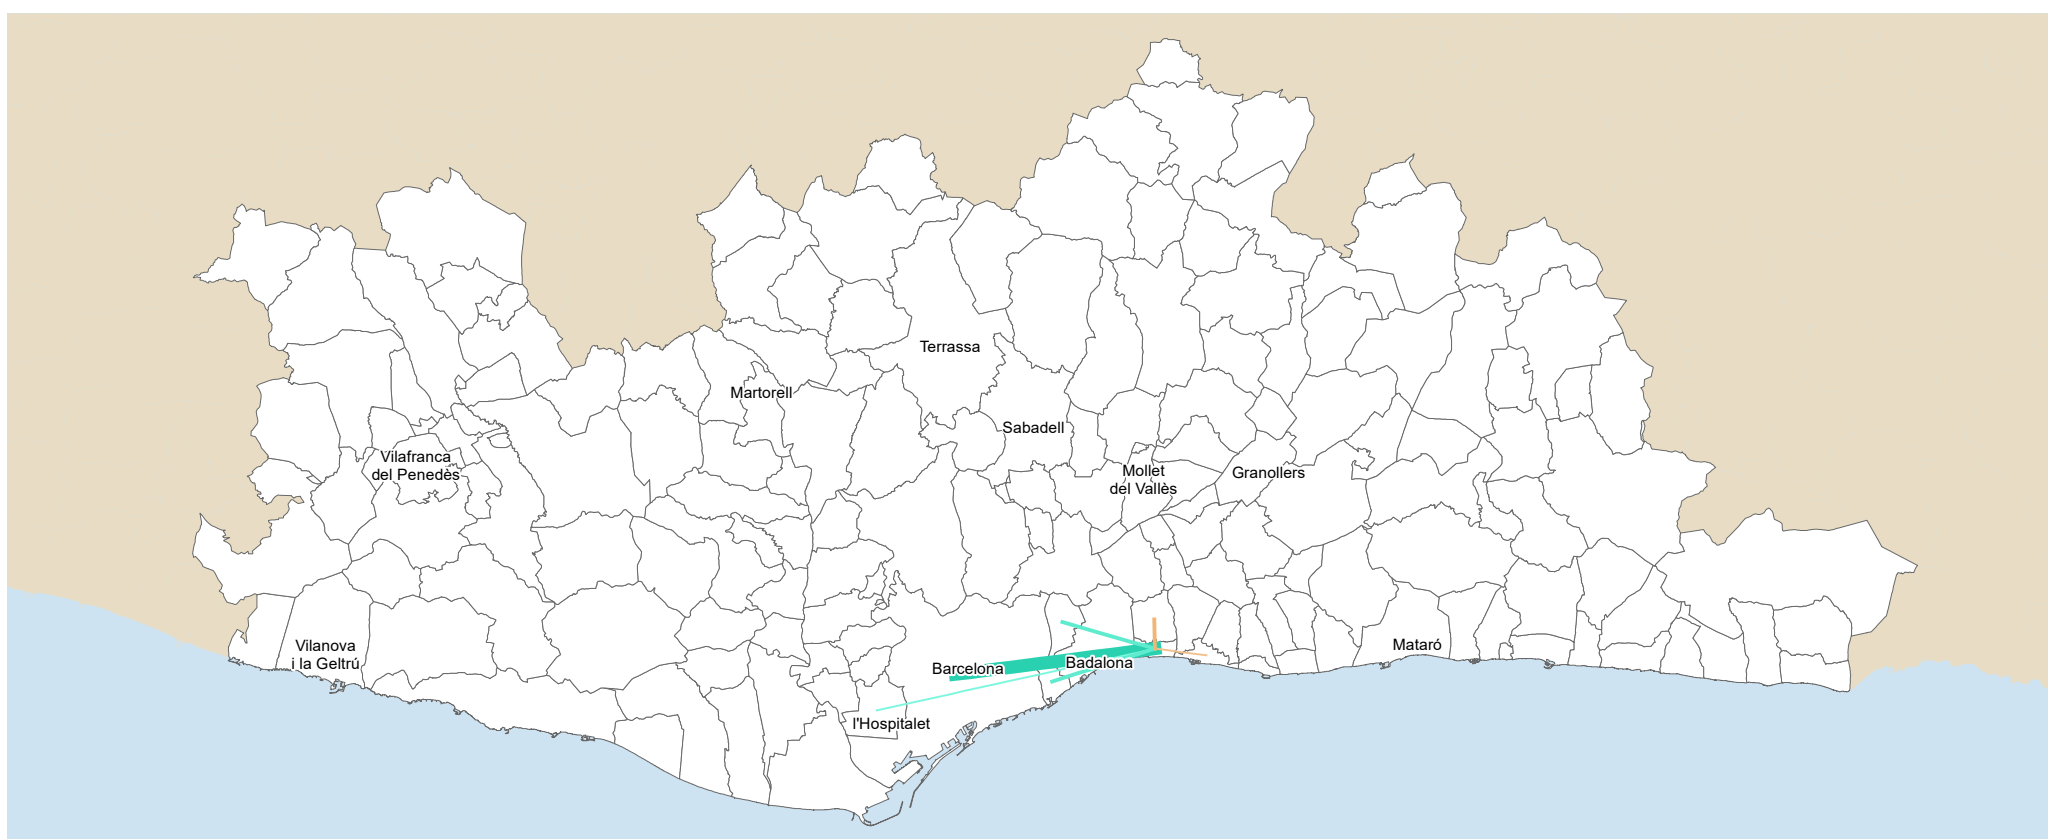 Terrassa
Martorell
Sabadell
Vilafranca
del Penedès
Mollet
del Vallès
Granollers
Vilanova
i la Geltrú
Mataró
Barcelona
Badalona
l'Hospitalet